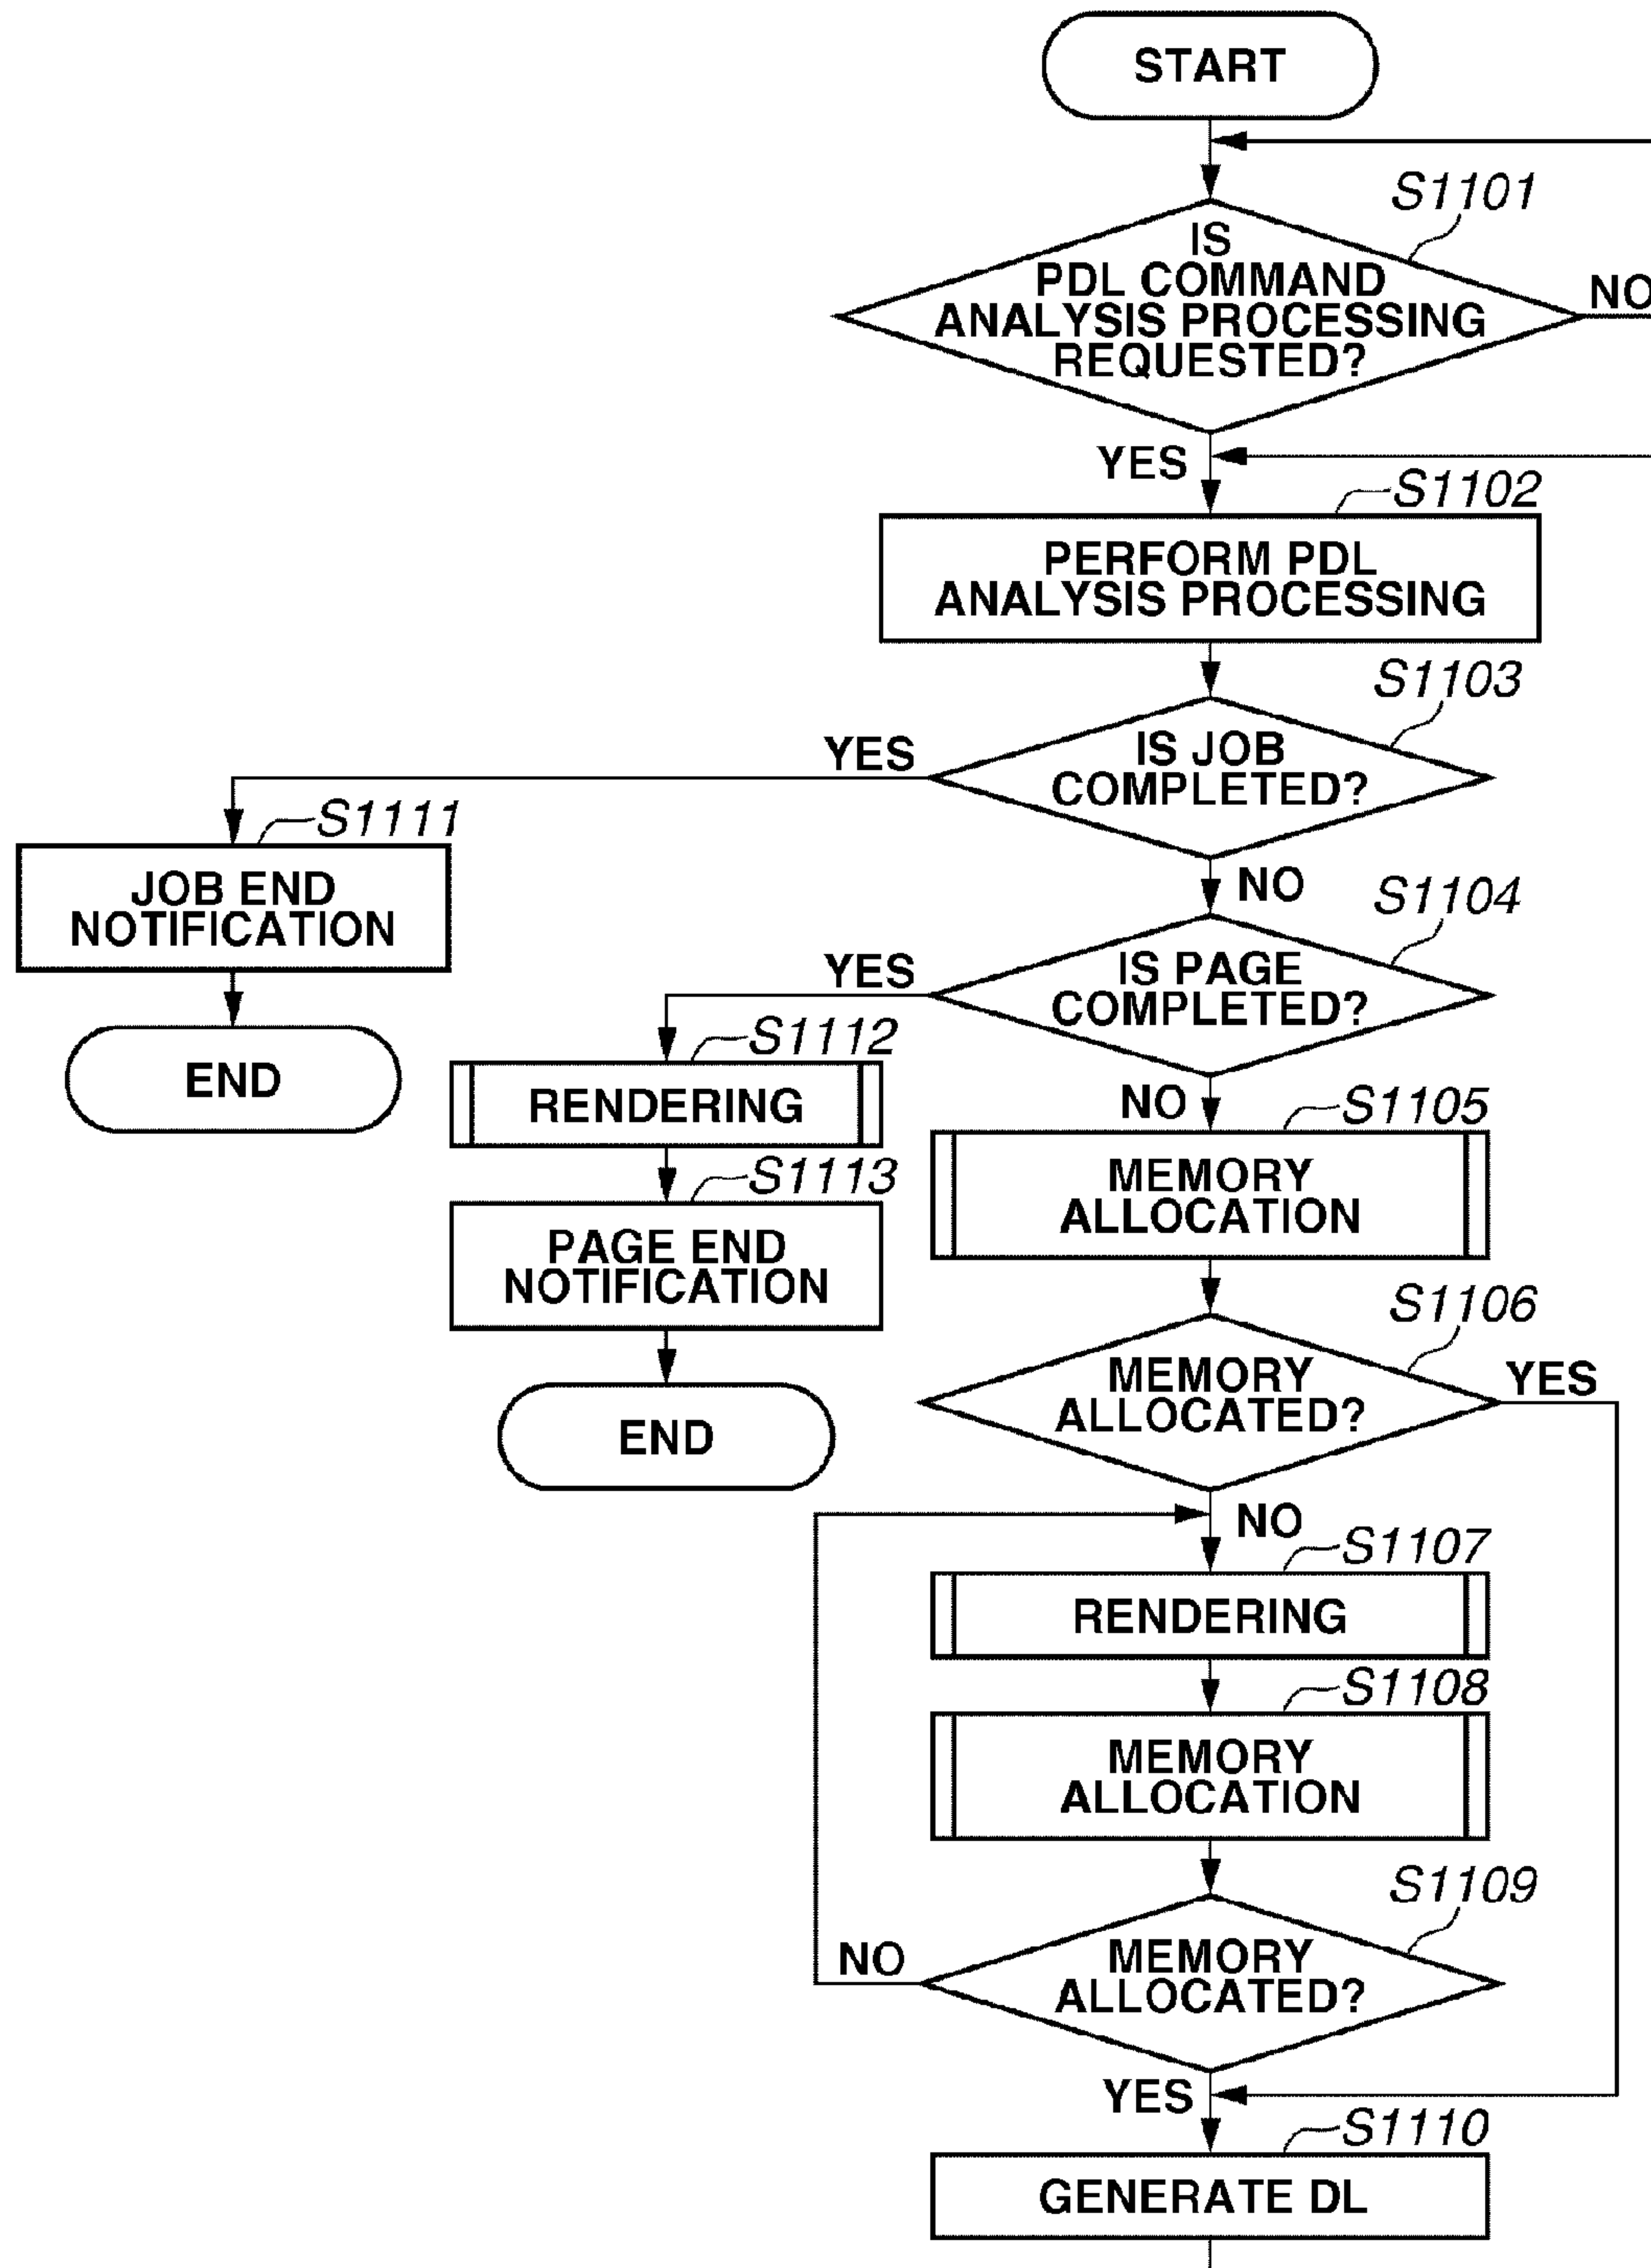 START
S1101
IS
PDL COMMAND
ANALYSIS PROCESSING
REQUESTED?
NO
YES
S1102
PERFORM PDL
ANALYSIS PROCESSING
S1103
IS JOB
COMPLETED?
YES
S1111
JOB END
NOTIFICATION
END
NO
S1104
IS PAGE
COMPLETED?
YES
S1112
RENDERING
S1113
PAGE END
NOTIFICATION
END
NO
S1105
MEMORY
ALLOCATION
S1106
MEMORY
ALLOCATED?
YES
NO
S1107
RENDERING
S1108
MEMORY
ALLOCATION
S1109
MEMORY
ALLOCATED?
NO
YES
S1110
GENERATE DL